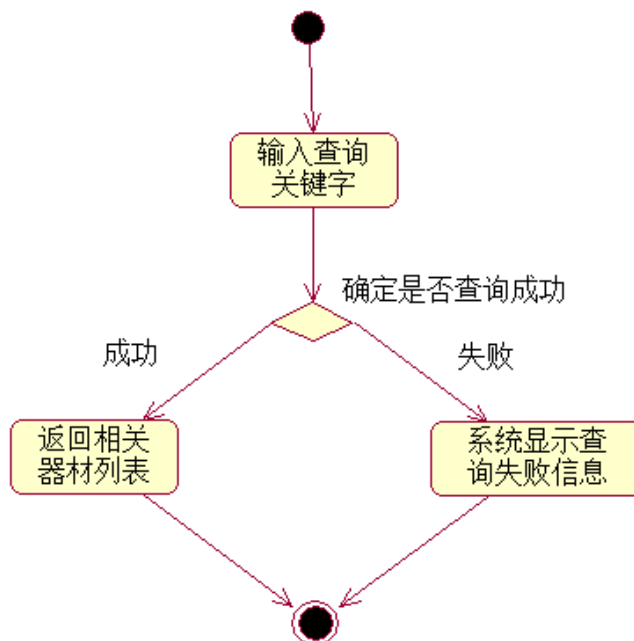 输入查询
关键字
确定是否查询成功
成功
失败
返回相关
器材列表
系统显示查
询失败信息